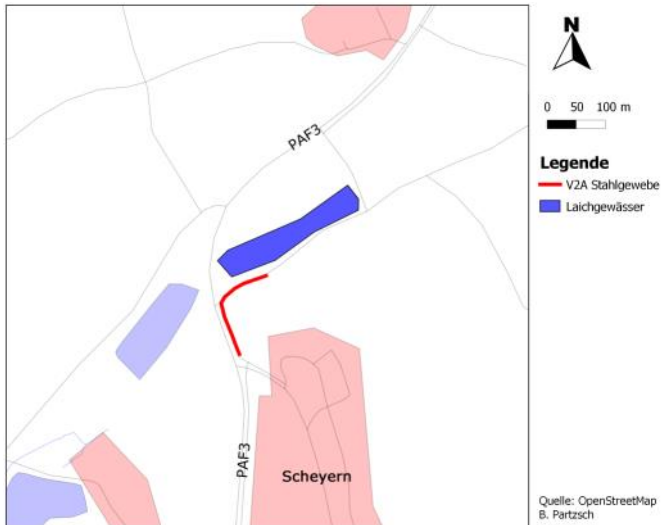 PAF3
PAF3
Scheyern
N
0 50 100 m
Legende
V2A Stahlgewebe
Laichgewässer
Quelle: OpenStreetMap
B. Partzsch